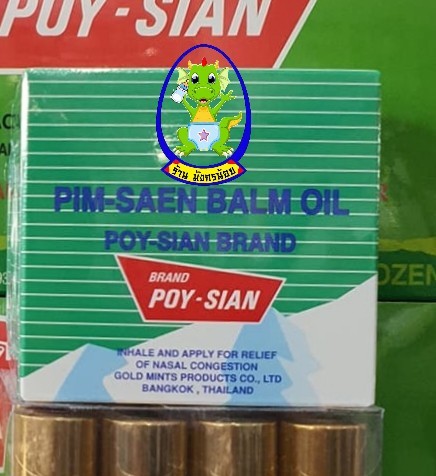 POY-SIAN
ร้าน มังกรน้อย
PIM-SAEN BALM OIL
POY-SIAN BRAND
BRAND
POY-SIAN
INHALE AND APPLY FOR RELIEF
OF NASAL CONGESTION
GOLD MINTS PRODUCTS CO., LTD
BANGKOK, THAILAND